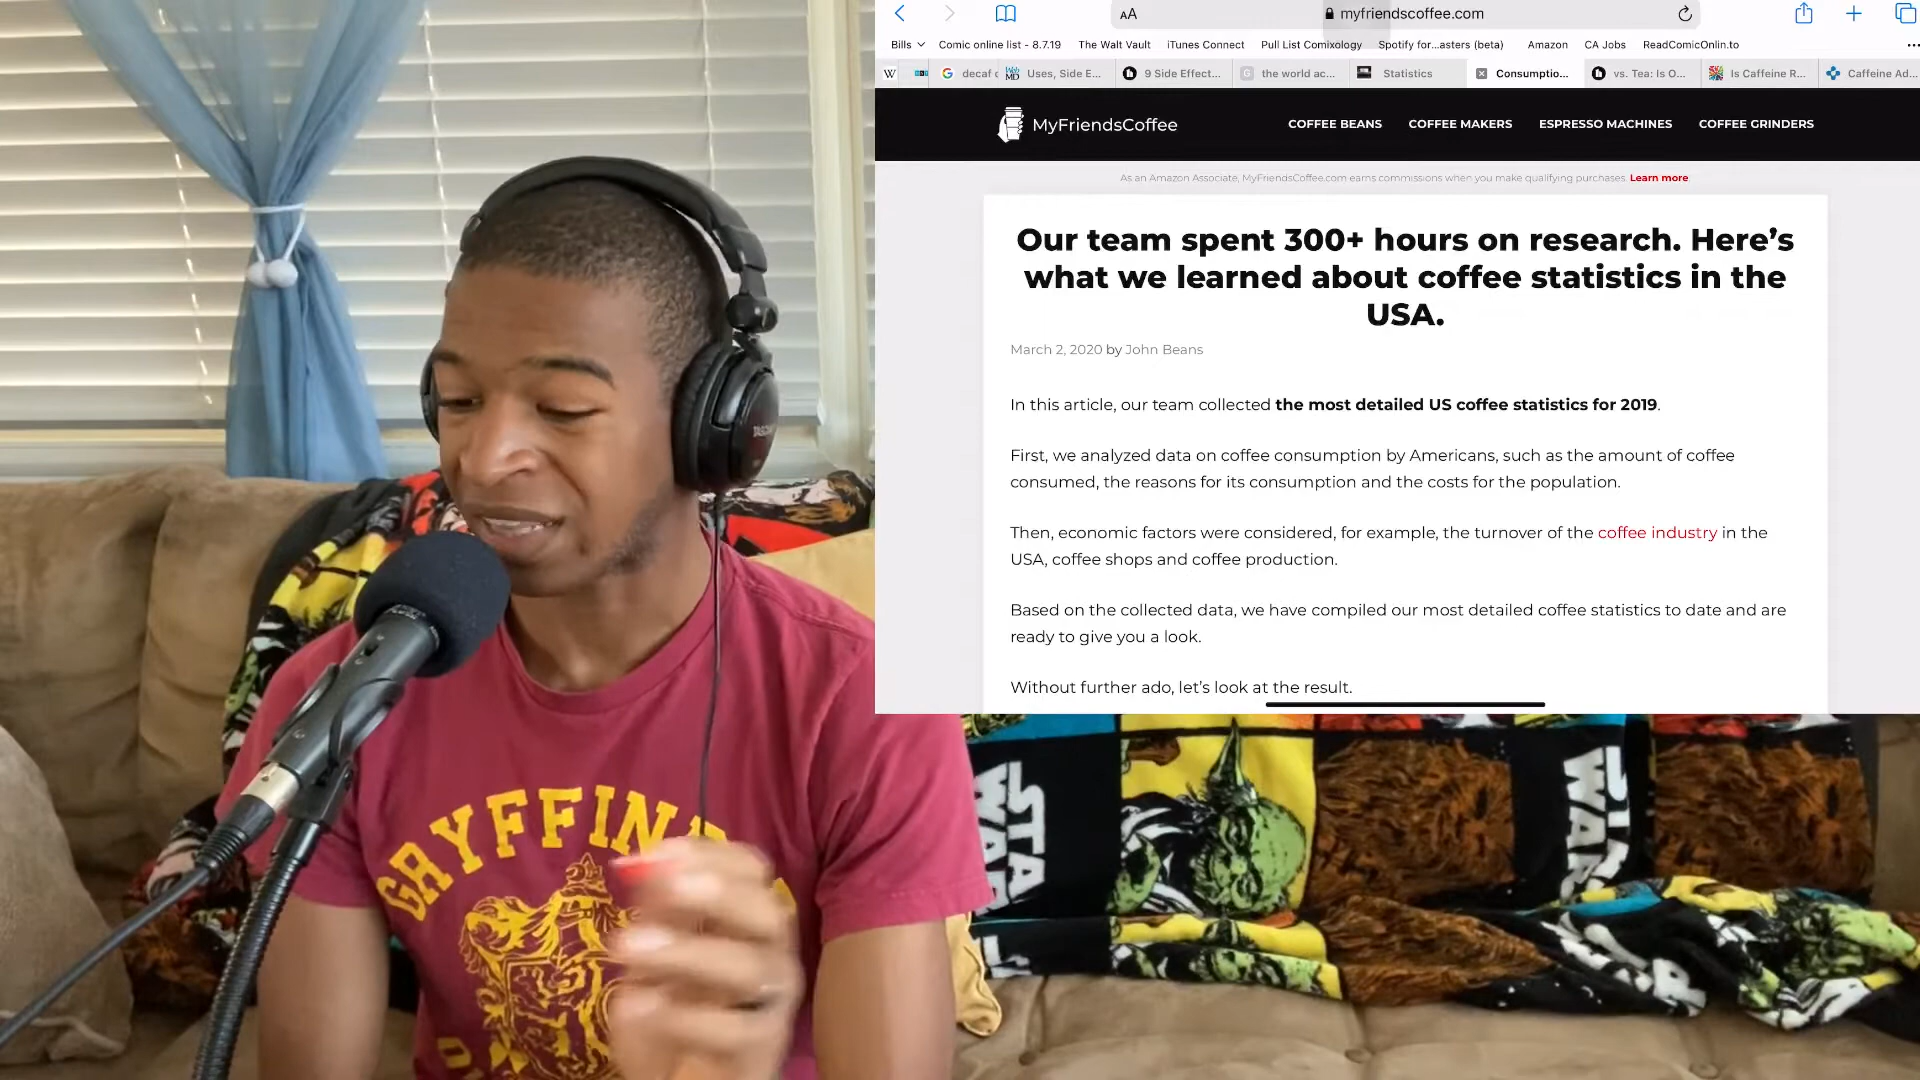 AA
myfriendscoffee.com
Bills
Comic online list - 8.7.19
The Walt Vault
iTunes Connect
Pull List Comixology
Spotify for...asters (beta)
Amazon
CA Jobs
ReadComicOnlin.to
W
decaf c
Uses, Side E...
9 Side Effect...
the world ac...
Statistics
Consumptio...
vs. Tea: Is O...
Is Caffeine R...
Caffeine Ad...
MyFriendsCoffee
COFFEE BEANS
COFFEE MAKERS
ESPRESSO MACHINES
COFFEE GRINDERS
As an Amazon Associate, MyFriendsCoffee.com earns commissions when you make qualifying purchases. Learn more
Our team spent 300+ hours on research. Here’s
what we learned about coffee statistics in the
USA.
March 2, 2020 by John Beans
In this article, our team collected the most detailed US coffee statistics for 2019.
First, we analyzed data on coffee consumption by Americans, such as the amount of coffee
consumed, the reasons for its consumption and the costs for the population.
Then, economic factors were considered, for example, the turnover of the coffee industry in the
USA, coffee shops and coffee production.
Based on the collected data, we have compiled our most detailed coffee statistics to date and are
ready to give you a look.
Without further ado, let’s look at the result.
TASCAM
GRYFFIN
STAR
WARS
STAR
WARS